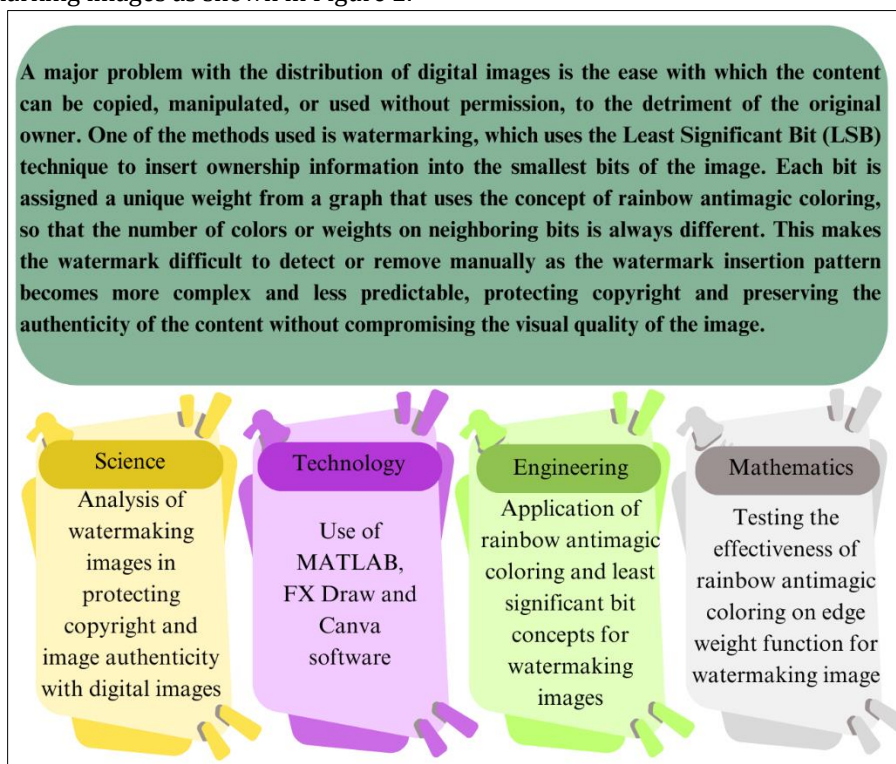 arking images as shown in Figure 2.
A major problem with the distribution of digital images is the ease with which the content
can be copied, manipulated, or used without permission, to the detriment of the original
owner. One of the methods used is watermarking, which uses the Least Significant Bit (LSB)
technique to insert ownership information into the smallest bits of the image. Each bit is
assigned a unique weight from a graph that uses the concept of rainbow antimagic coloring,
so that the number of colors or weights on neighboring bits is always different. This makes
the watermark difficult to detect or remove manually as the watermark insertion pattern
becomes more complex and less predictable, protecting copyright and preserving the
authenticity of the content without compromising the visual quality of the image.
Science
Analysis of
watermaking
images in
protecting
copyright and
image authenticity
with digital images
Technology
Use of
MATLAB,
FX Draw and
Canva
software
Engineering
Application of
rainbow antimagic
coloring and least
significant bit
concepts for
watermaking
images
Mathematics
Testing the
effectiveness of
rainbow antimagic
coloring on edge
weight function for
watermaking image